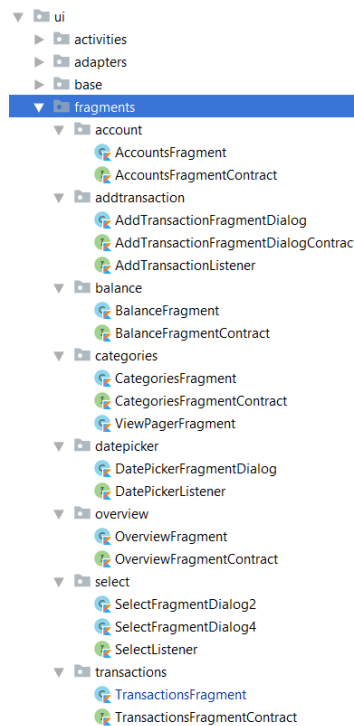 ui
activities
adapters
base
fragments
account
AccountsFragment
AccountsFragmentContract
addtransaction
AddTransactionFragmentDialog
AddTransactionFragmentDialogContrac
AddTransactionListener
balance
BalanceFragment
BalanceFragmentContract
categories
CategoriesFragment
CategoriesFragmentContract
ViewPagerFragment
datepicker
DatePickerFragmentDialog
DatePickerListener
overview
OverviewFragment
OverviewFragmentContract
select
SelectFragmentDialog2
SelectFragmentDialog4
SelectListener
transactions
TransactionsFragment
TransactionsFragmentContract